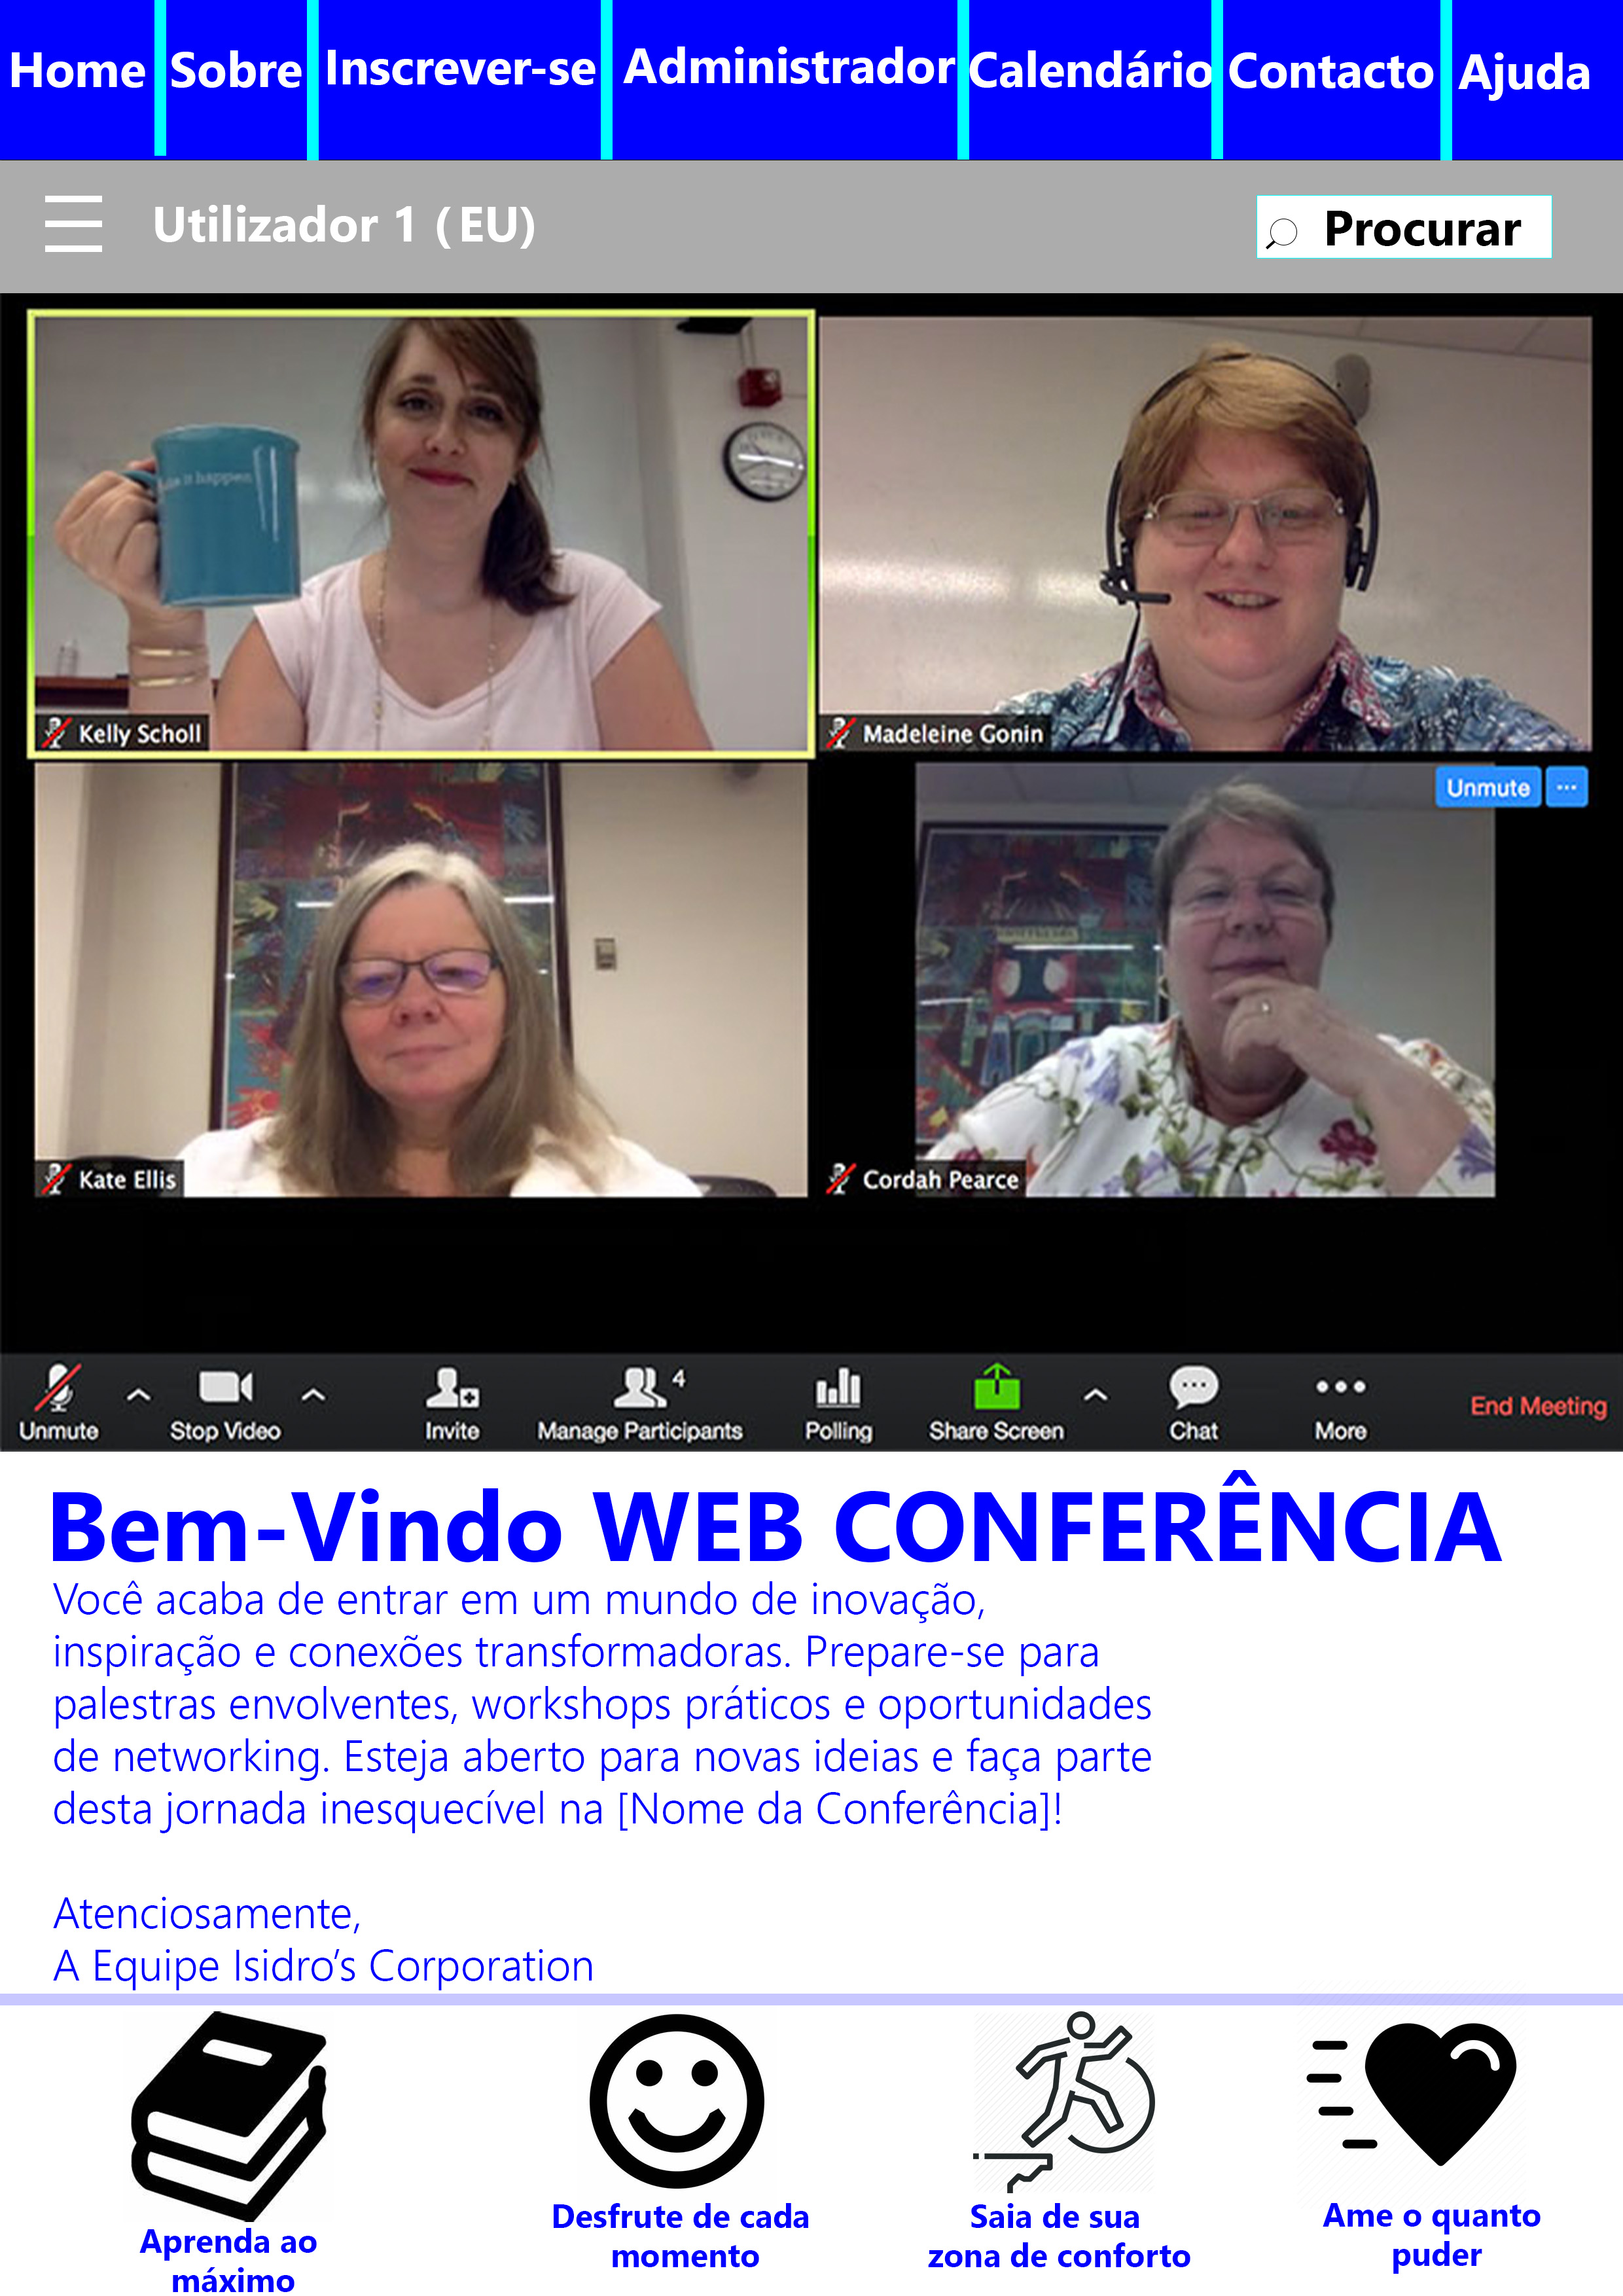 Home Sobre Inscrever-se Administrador Calendário Contacto Ajuda
Utilizador 1 (EU)
Procurar
it happen
Kelly Scholl
Madeleine Gonin
Unmute ...
Kate Ellis
Cordah Pearce
4
Unmute Stop Video Invite Manage Participants Polling Share Screen Chat More End Meeting
Bem-Vindo WEB CONFERÊNCIA
Você acaba de entrar em um mundo de inovação,
inspiração e conexões transformadoras. Prepare-se para
palestras envolventes, workshops práticos e oportunidades
de networking. Esteja aberto para novas ideias e faça parte
desta jornada inesquecível na [Nome da Conferência]!
Atenciosamente,
A Equipe Isidro’s Corporation
Aprenda ao
máximo
Desfrute de cada
momento
Saia de sua
zona de conforto
Ame o quanto
puder